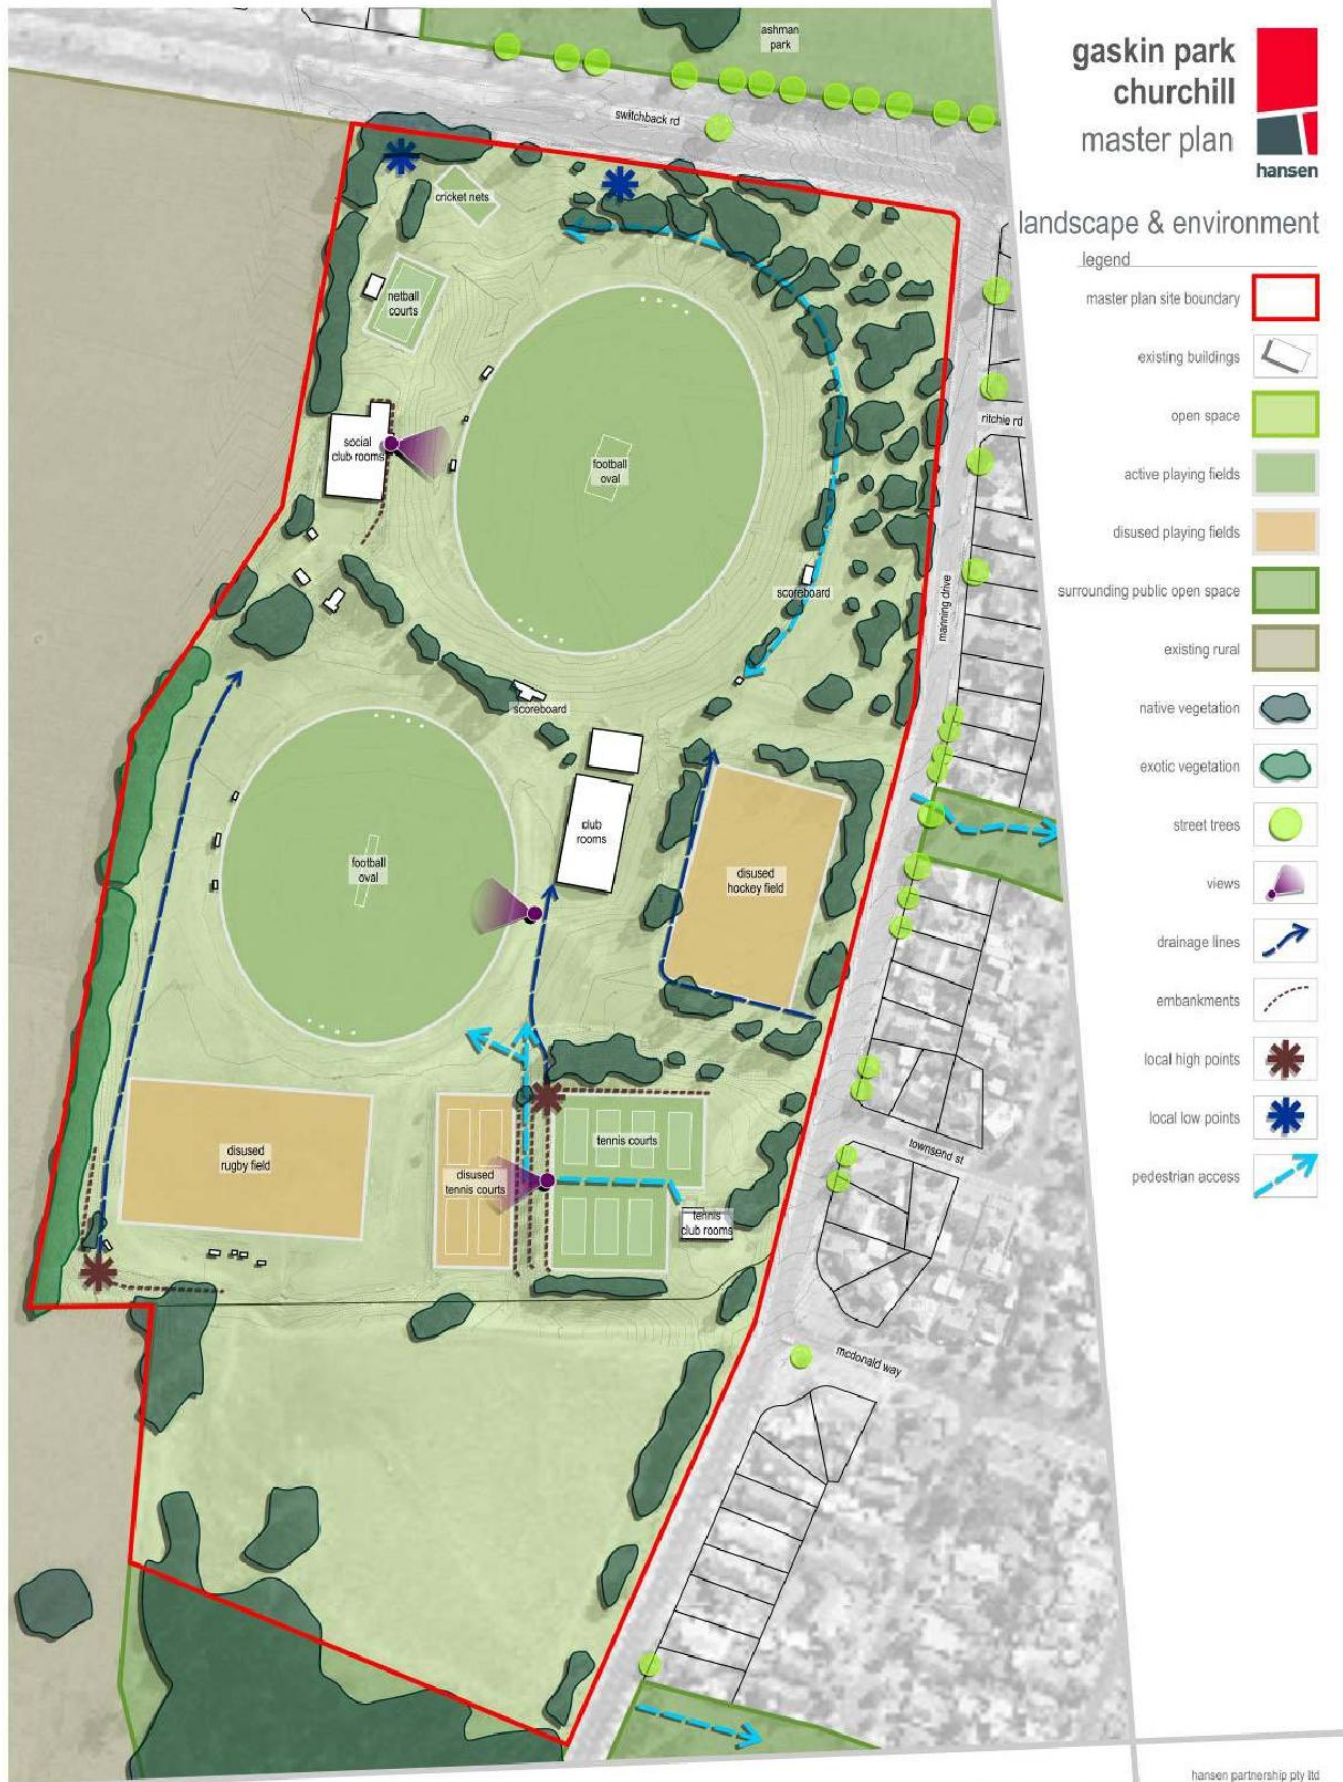 gaskin park
churchill
master plan
hansen
landscape & environment
legend
master plan site boundary
existing buildings
open space
active playing fields
disused playing fields
surrounding public open space
existing rural
native vegetation
exotic vegetation
street trees
views
drainage lines
embankments
local high points
local low points
pedestrian access
ashman
park
switchback rd
cricket nets
netball
courts
ritchie rd
social
club rooms
football
oval
scoreboard
manning drive
scoreboard
club
rooms
football
oval
disused
hockey field
disused
rugby field
tennis courts
disused
tennis courts
tennis
club rooms
townsend st
mcdonald way
hansen partnership pty ltd